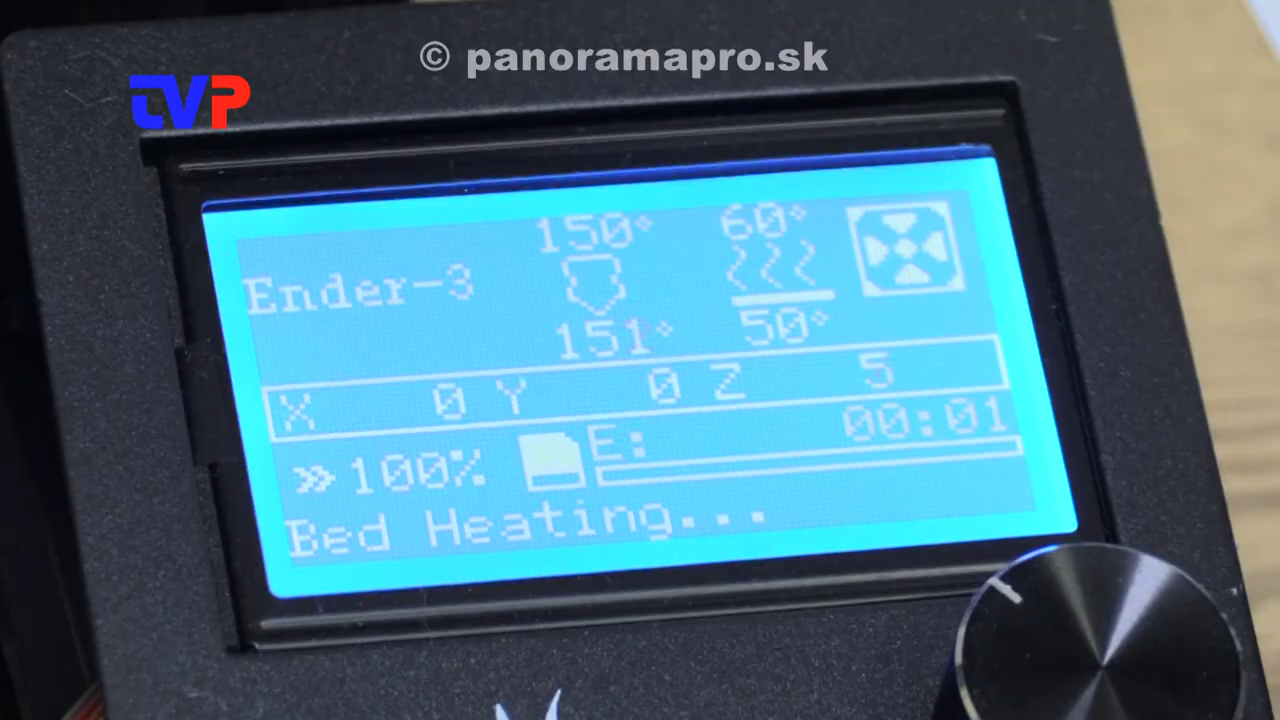 © panoramapro.sk
TVP
150° 60°
Ender-3
151° 50°
X 0 Y 0 Z 5
E: 00:01
»100%
Bed Heating...